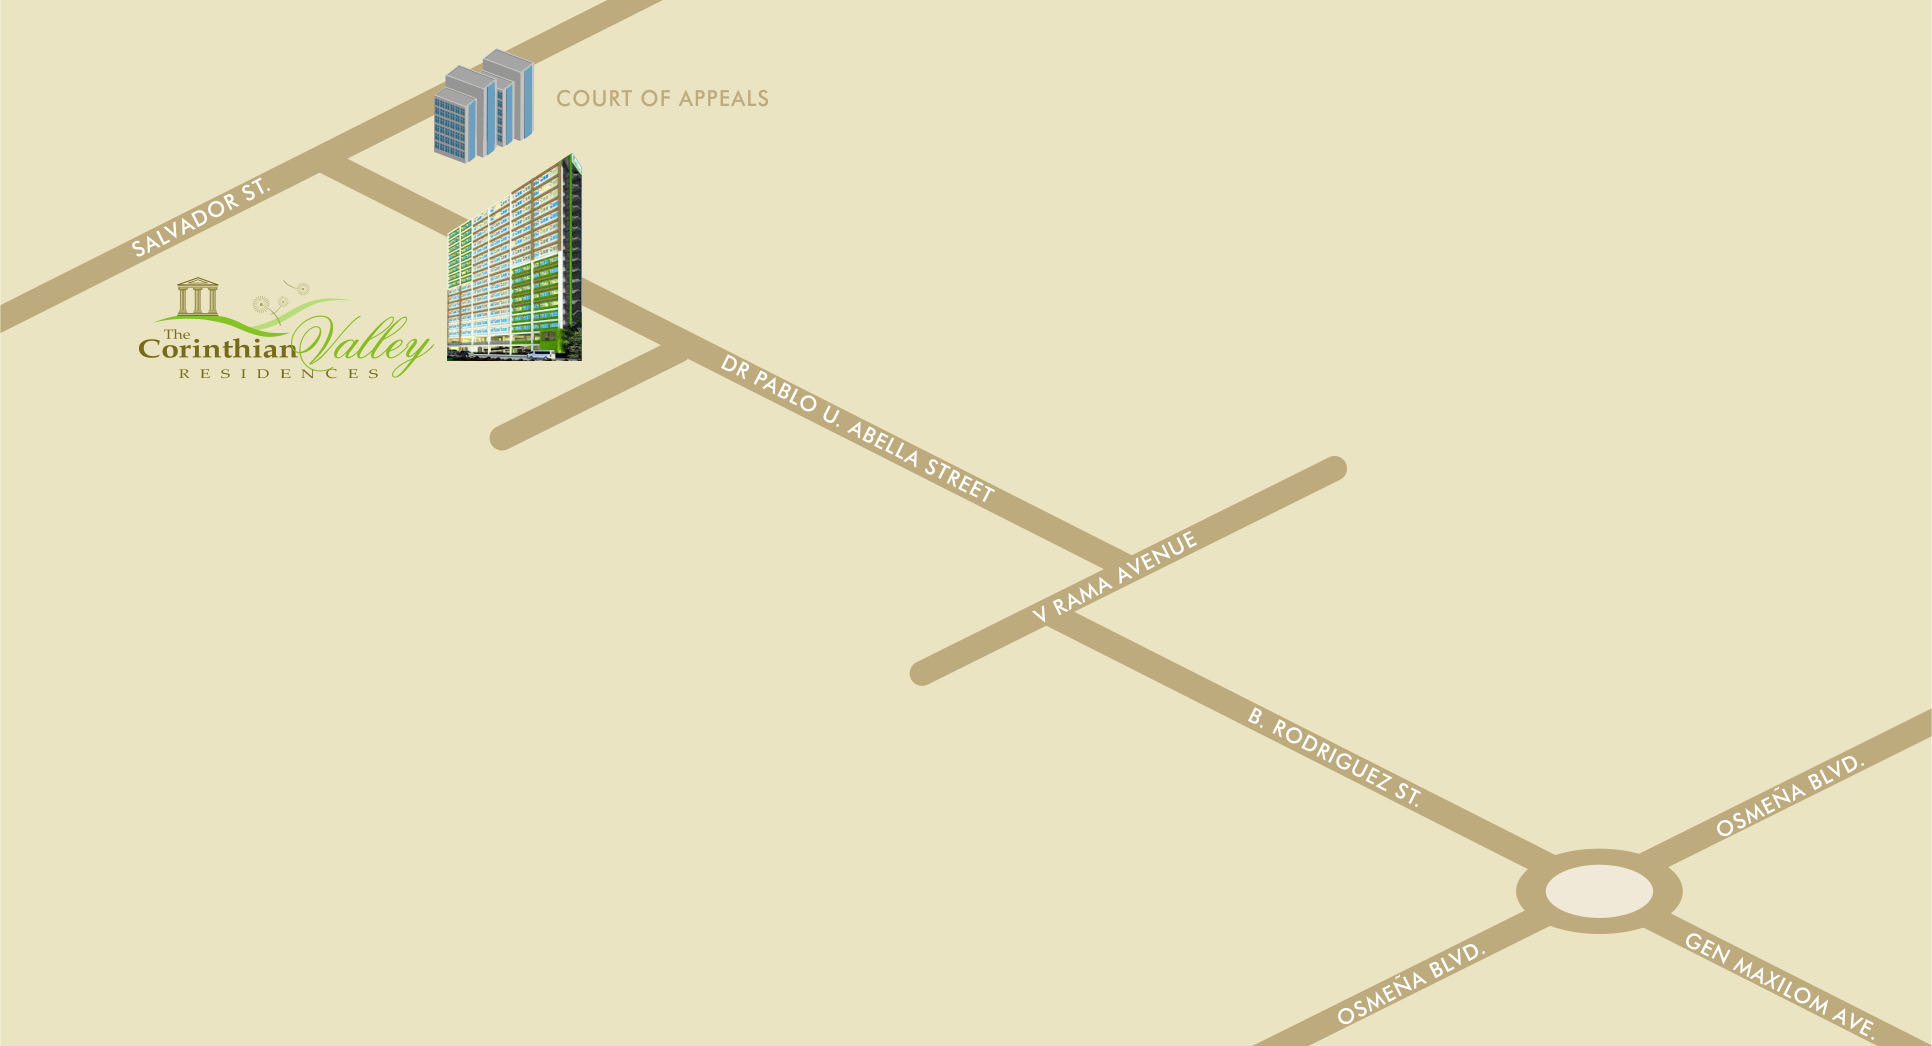 COURT OF APPEALS
SALVADOR ST.
The
Corinthian Valley
RESIDENCES
DR PABLO U. ABELLA STREET
V RAMA AVENUE
B. RODRIGUEZ ST.
OSMEÑA BLVD.
OSMEÑA BLVD.
GEN MAXILOM AVE.